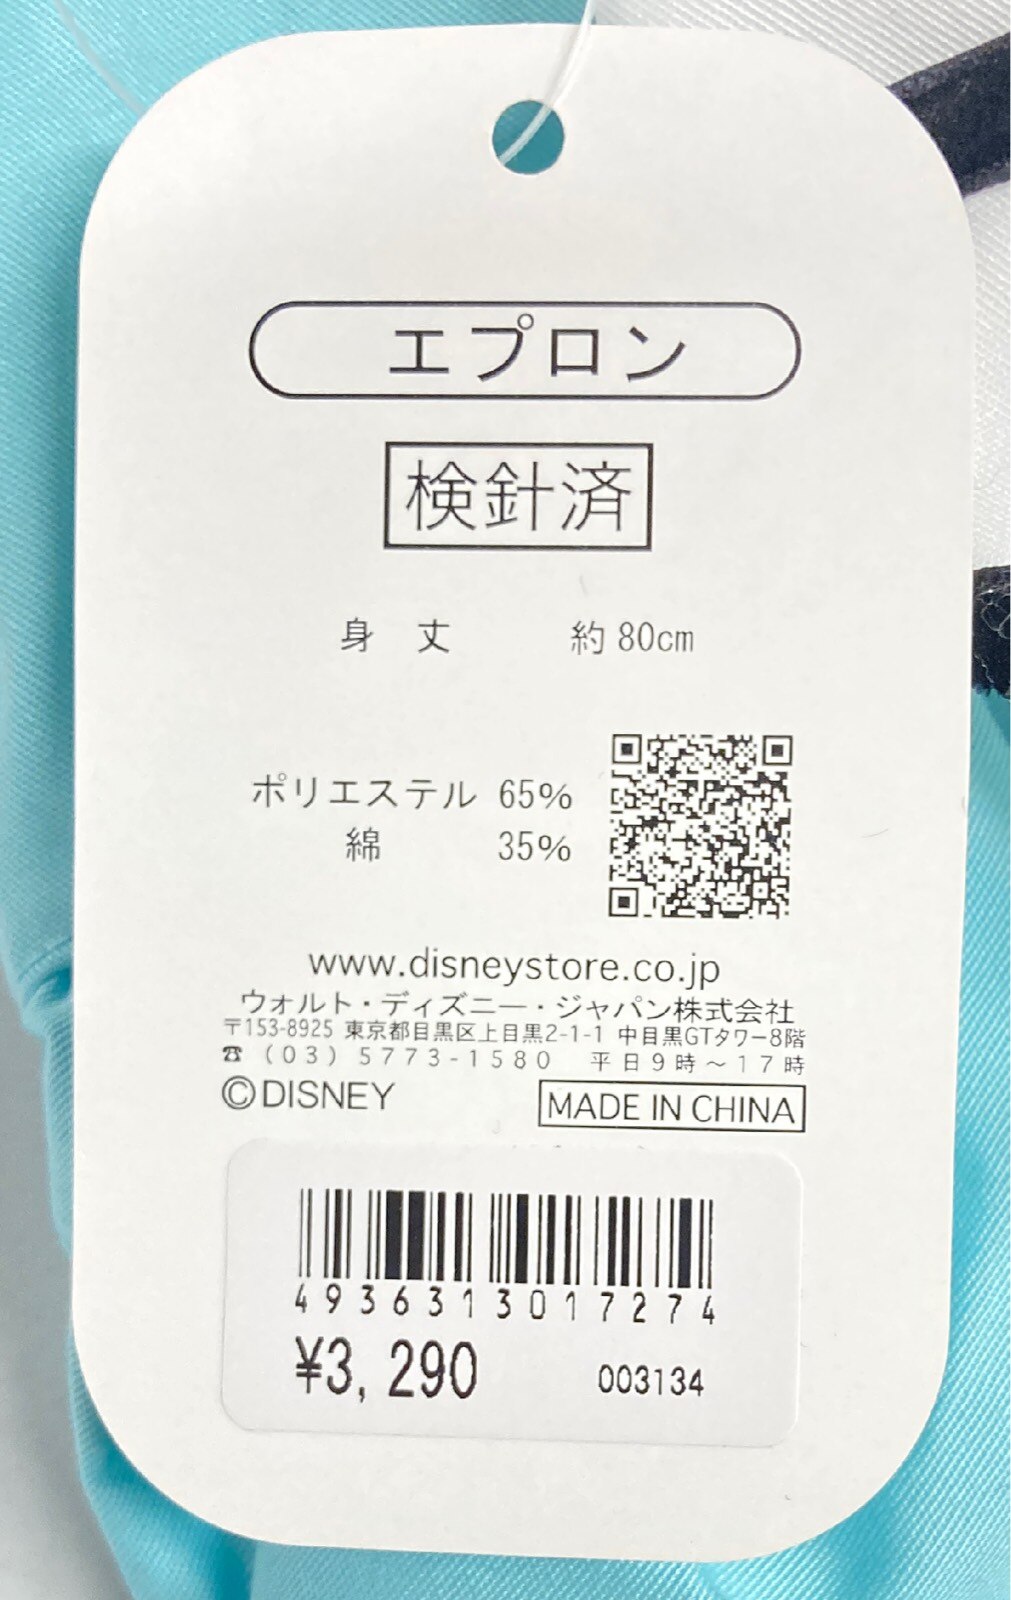 エプロン
検針済
身 丈 約80cm
ポリエステル 65%
綿 35%
www.disneystore.co.jp
ウォルト・ディズニー・ジャパン株式会社
〒153-8925 東京都目黒区上目黒2-1-1 中目黒GTタワー8階
☎(03)5773-1580 平日9時～17時
©DISNEY MADE IN CHINA
4936313017274
¥3,290 003134